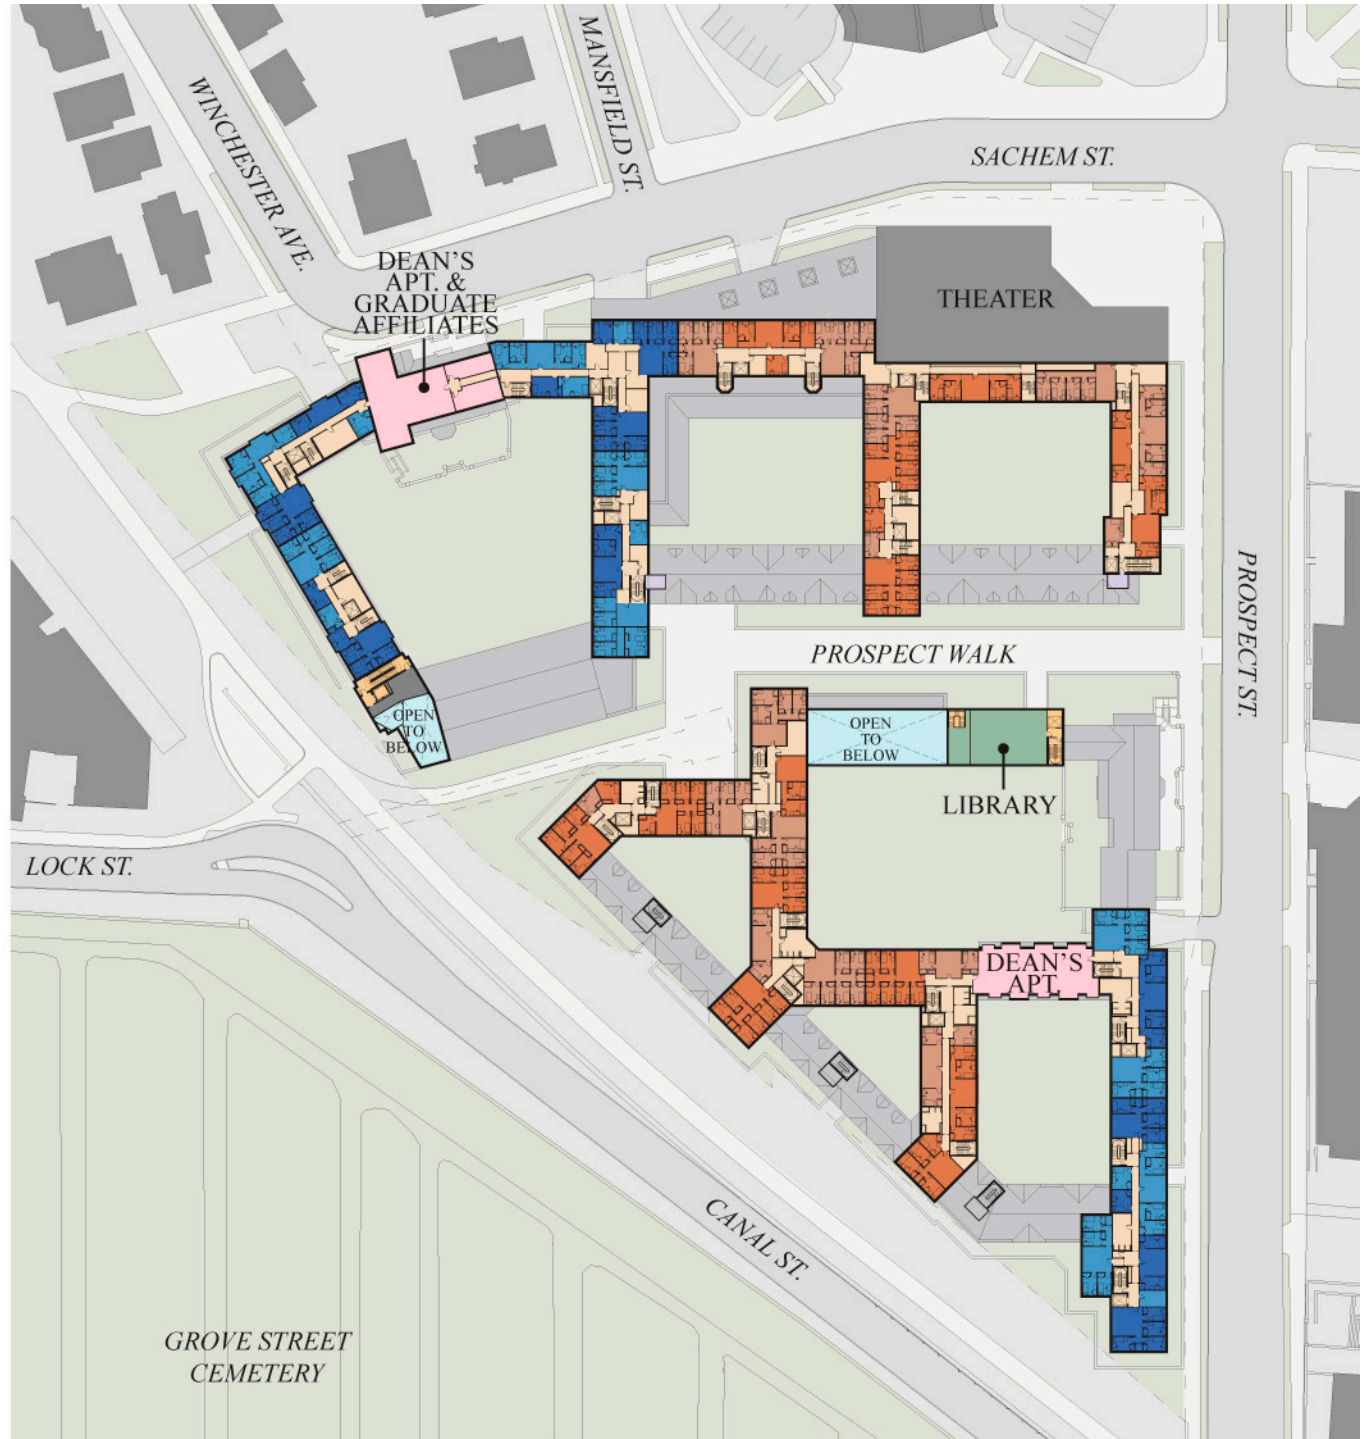 MANSFIELD ST.
WINCHESTER AVE.
SACHEM ST.
DEAN'S
APT. &
GRADUATE
AFFILIATES
THEATER
PROSPECT ST.
PROSPECT WALK
OPEN
TO
BELOW
OPEN
TO
BELOW
LIBRARY
LOCK ST.
DEAN'S
APT.
CANAL ST.
GROVE STREET
CEMETERY